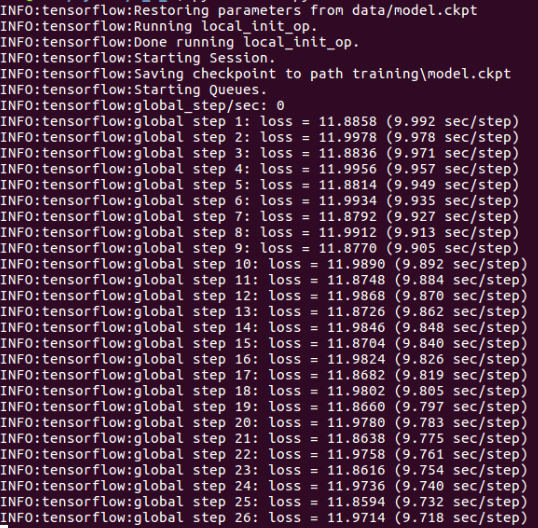 INFO:tensorflow:Restoring parameters from data/model.ckpt
INFO:tensorflow:Running local_init_op.
INFO:tensorflow:Done running local_init_op.
INFO:tensorflow:Starting Session.
INFO:tensorflow:Saving checkpoint to path training\model.ckpt
INFO:tensorflow:Starting Queues.
INFO:tensorflow:global_step/sec: 0
INFO:tensorflow:global step 1: loss = 11.8858 (9.992 sec/step)
INFO:tensorflow:global step 2: loss = 11.9978 (9.978 sec/step)
INFO:tensorflow:global step 3: loss = 11.8836 (9.971 sec/step)
INFO:tensorflow:global step 4: loss = 11.9956 (9.957 sec/step)
INFO:tensorflow:global step 5: loss = 11.8814 (9.949 sec/step)
INFO:tensorflow:global step 6: loss = 11.9934 (9.935 sec/step)
INFO:tensorflow:global step 7: loss = 11.8792 (9.927 sec/step)
INFO:tensorflow:global step 8: loss = 11.9912 (9.913 sec/step)
INFO:tensorflow:global step 9: loss = 11.8770 (9.905 sec/step)
INFO:tensorflow:global step 10: loss = 11.9890 (9.892 sec/step)
INFO:tensorflow:global step 11: loss = 11.8748 (9.884 sec/step)
INFO:tensorflow:global step 12: loss = 11.9868 (9.870 sec/step)
INFO:tensorflow:global step 13: loss = 11.8726 (9.862 sec/step)
INFO:tensorflow:global step 14: loss = 11.9846 (9.848 sec/step)
INFO:tensorflow:global step 15: loss = 11.8704 (9.840 sec/step)
INFO:tensorflow:global step 16: loss = 11.9824 (9.826 sec/step)
INFO:tensorflow:global step 17: loss = 11.8682 (9.819 sec/step)
INFO:tensorflow:global step 18: loss = 11.9802 (9.805 sec/step)
INFO:tensorflow:global step 19: loss = 11.8660 (9.797 sec/step)
INFO:tensorflow:global step 20: loss = 11.9780 (9.783 sec/step)
INFO:tensorflow:global step 21: loss = 11.8638 (9.775 sec/step)
INFO:tensorflow:global step 22: loss = 11.9758 (9.761 sec/step)
INFO:tensorflow:global step 23: loss = 11.8616 (9.754 sec/step)
INFO:tensorflow:global step 24: loss = 11.9736 (9.740 sec/step)
INFO:tensorflow:global step 25: loss = 11.8594 (9.732 sec/step)
INFO:tensorflow:global step 26: loss = 11.9714 (9.718 sec/step)